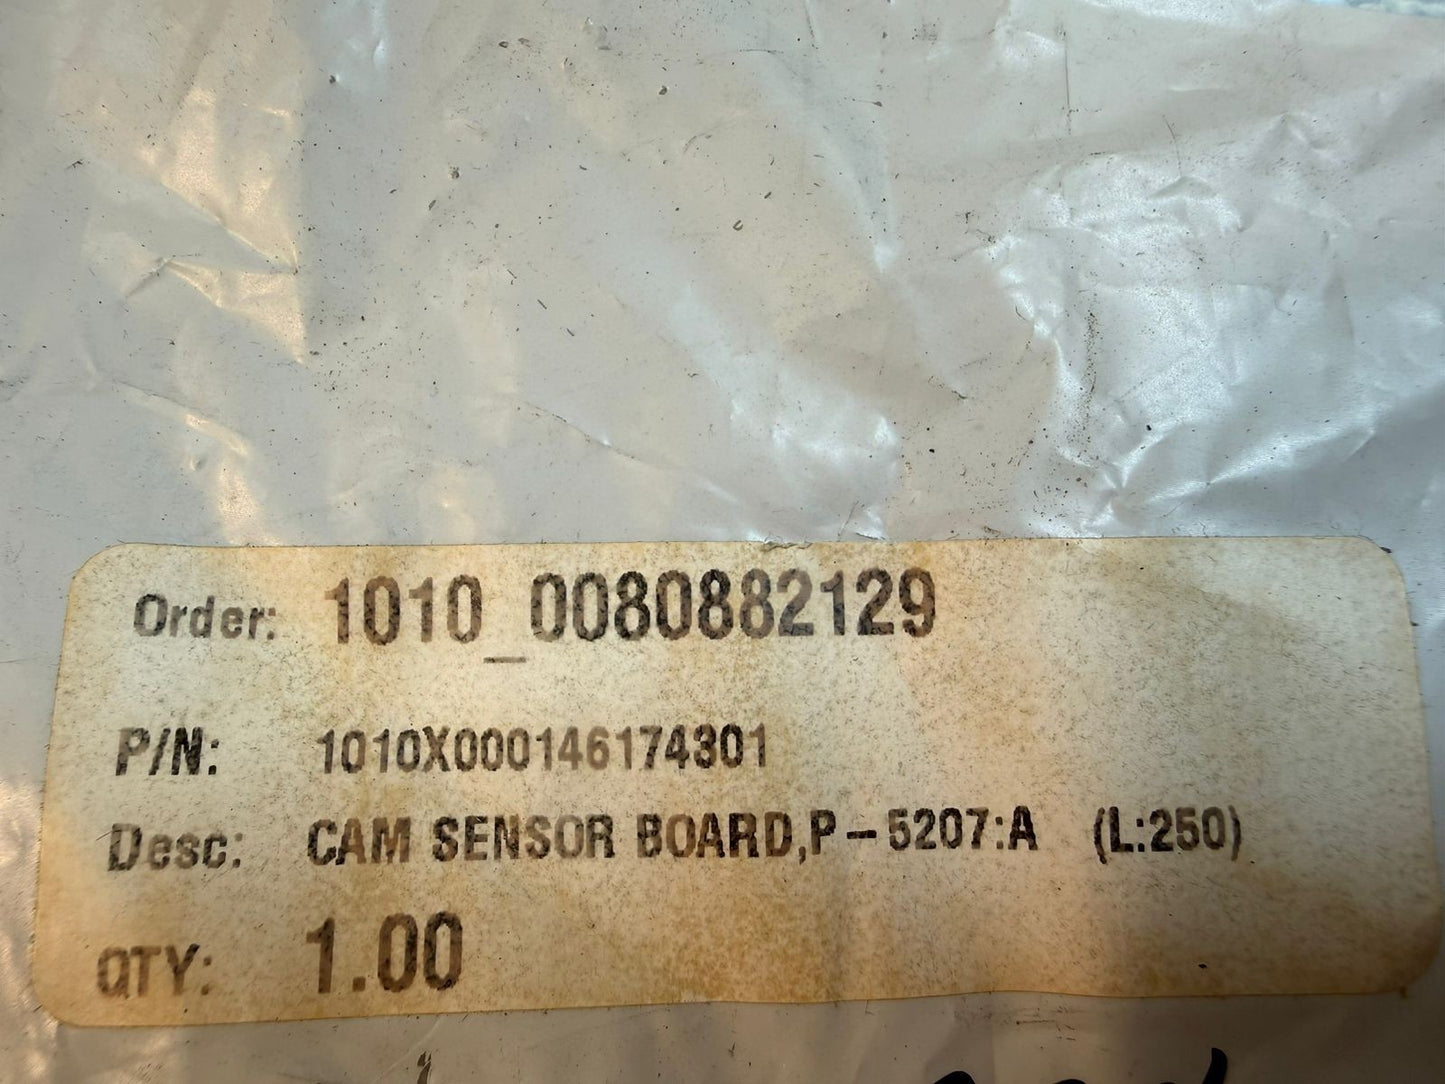 Order: 1010_0080882129
P/N: 1010X000146174301
Desc: CAM SENSOR BOARD,P-5207:A (L:250)
QTY: 1.00